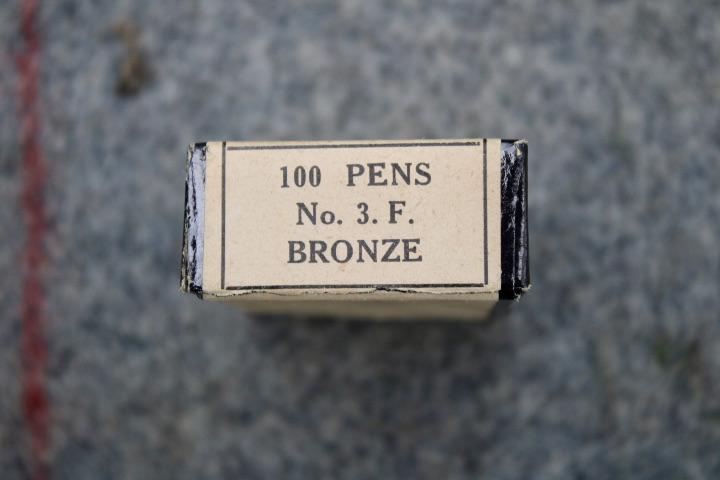 100 PENS
No. 3. F.
BRONZE